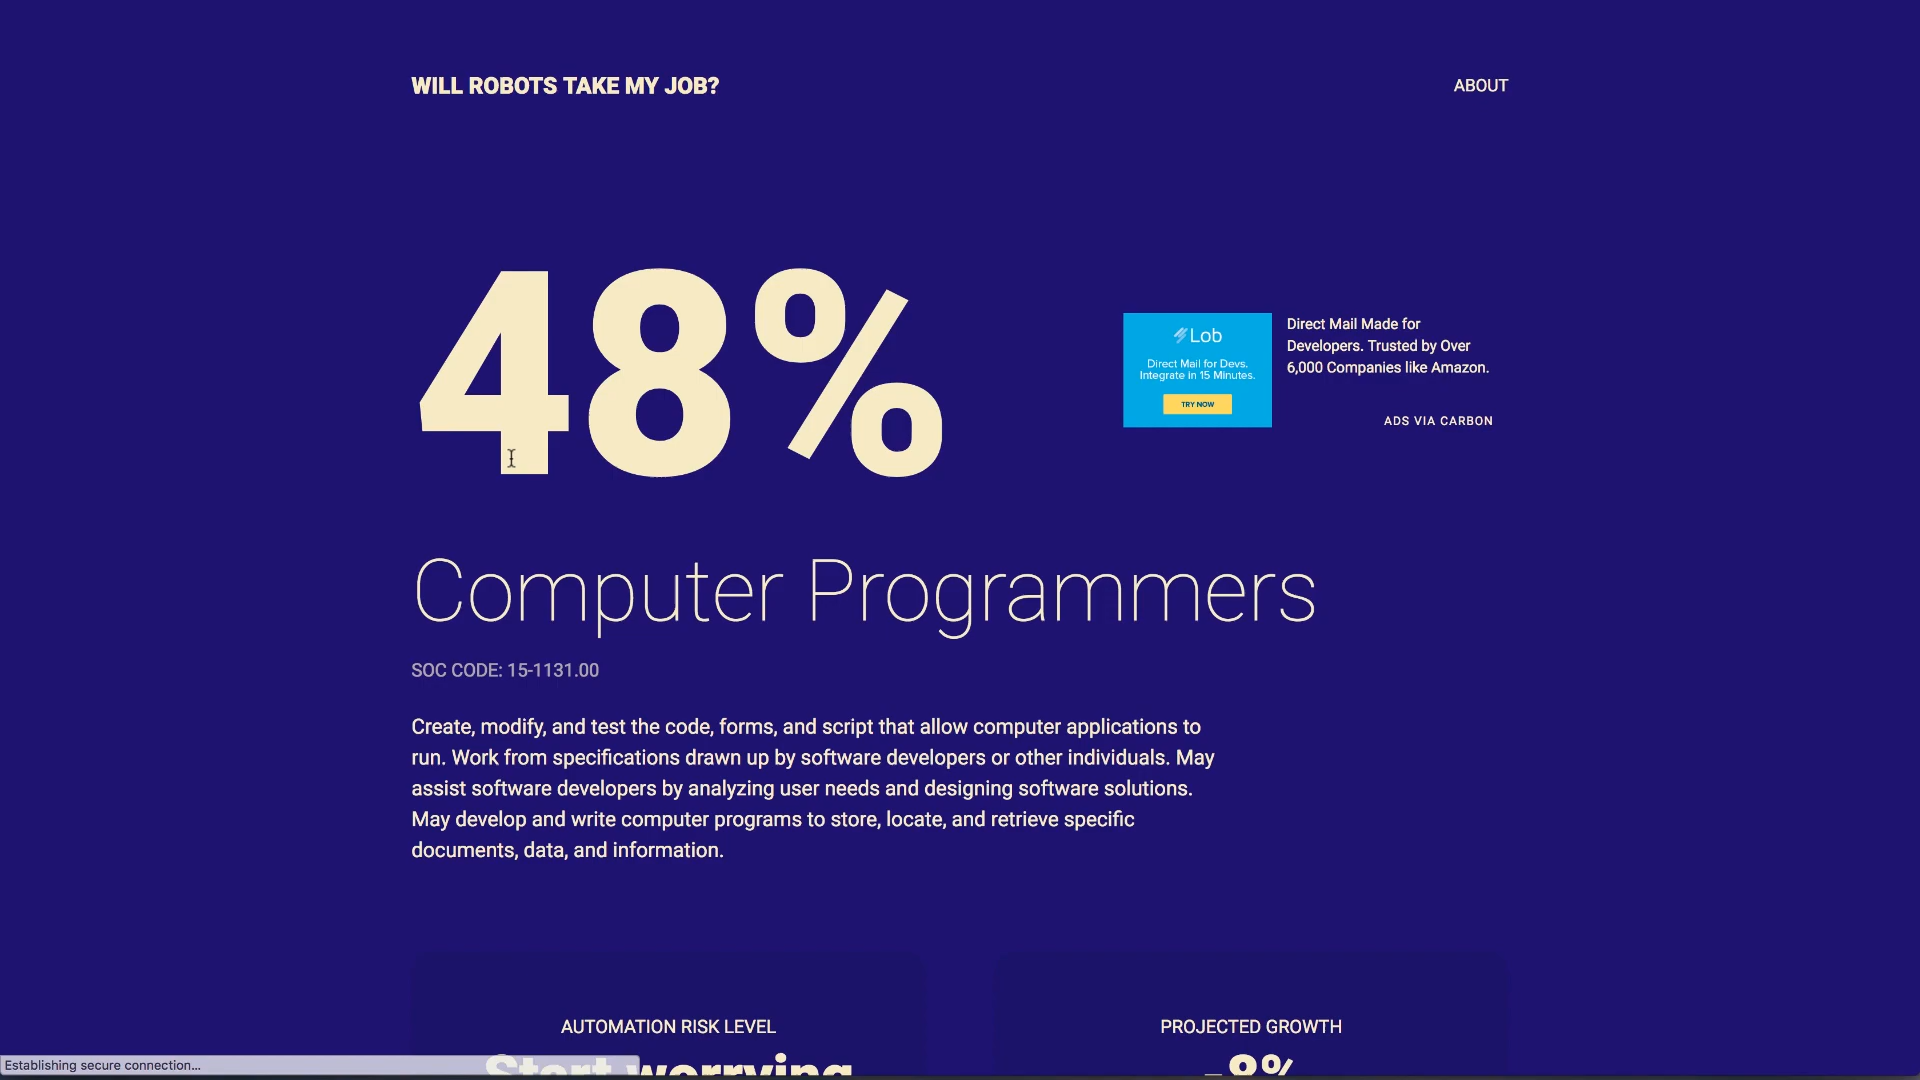 WILL ROBOTS TAKE MY JOB?
ABOUT
48%
Lob
Direct Mail for Devs.
Integrate in 15 Minutes.
TRY NOW
Direct Mail Made for
Developers. Trusted by Over
6,000 Companies like Amazon.
ADS VIA CARBON
Computer Programmers
SOC CODE: 15-1131.00
Create, modify, and test the code, forms, and script that allow computer applications to
run. Work from specifications drawn up by software developers or other individuals. May
assist software developers by analyzing user needs and designing software solutions.
May develop and write computer programs to store, locate, and retrieve specific
documents, data, and information.
AUTOMATION RISK LEVEL
Start worrying
PROJECTED GROWTH
-8%
Establishing secure connection...